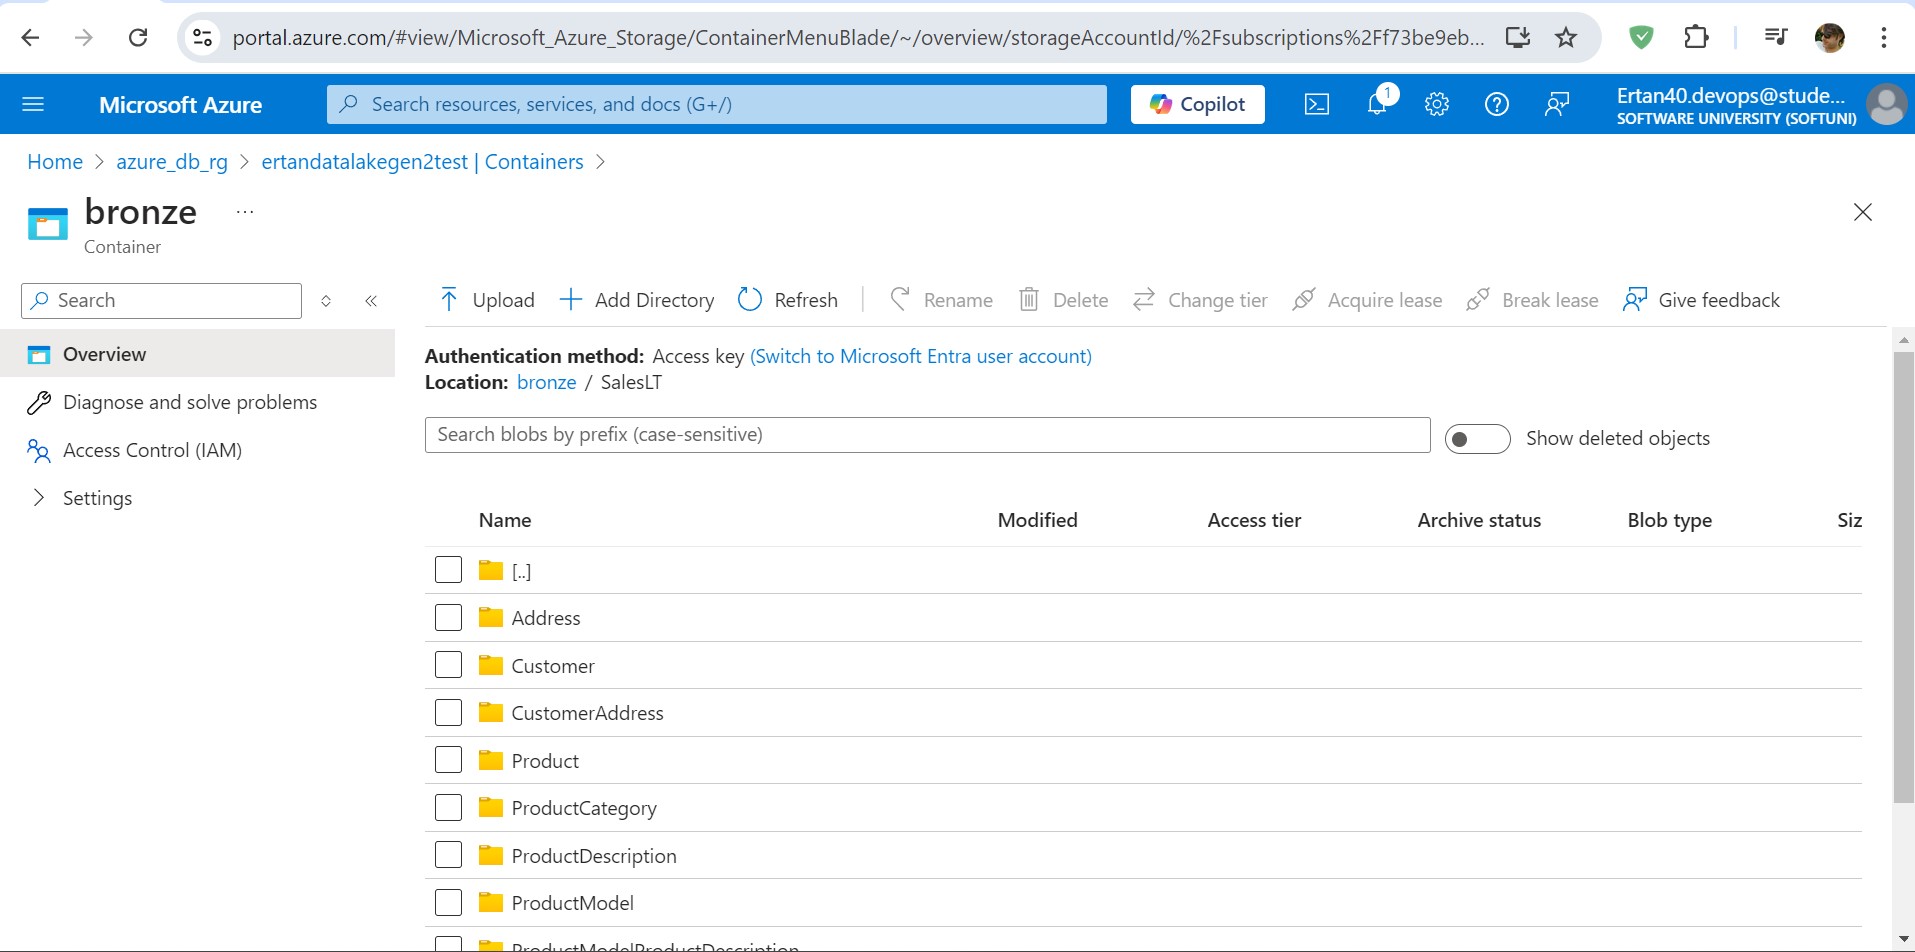 portal.azure.com/#view/Microsoft_Azure_Storage/ContainerMenuBlade/~/overview/storageAccountId/%2Fsubscriptions%2Ff73be9eb...
Microsoft Azure
Search resources, services, and docs (G+/)
Copilot
1
Ertan40.devops@stude...
SOFTWARE UNIVERSITY (SOFTUNI)
Home > azure_db_rg > ertandatalakegen2test | Containers >
bronze ...
Container
Search
Upload
Add Directory
Refresh
Rename
Delete
Change tier
Acquire lease
Break lease
Give feedback
Overview
Diagnose and solve problems
Access Control (IAM)
Settings
Authentication method: Access key (Switch to Microsoft Entra user account)
Location: bronze / SalesLT
Search blobs by prefix (case-sensitive)
Show deleted objects
Name Modified Access tier Archive status Blob type Siz
[..]
Address
Customer
CustomerAddress
Product
ProductCategory
ProductDescription
ProductModel
ProductModelProductDescription